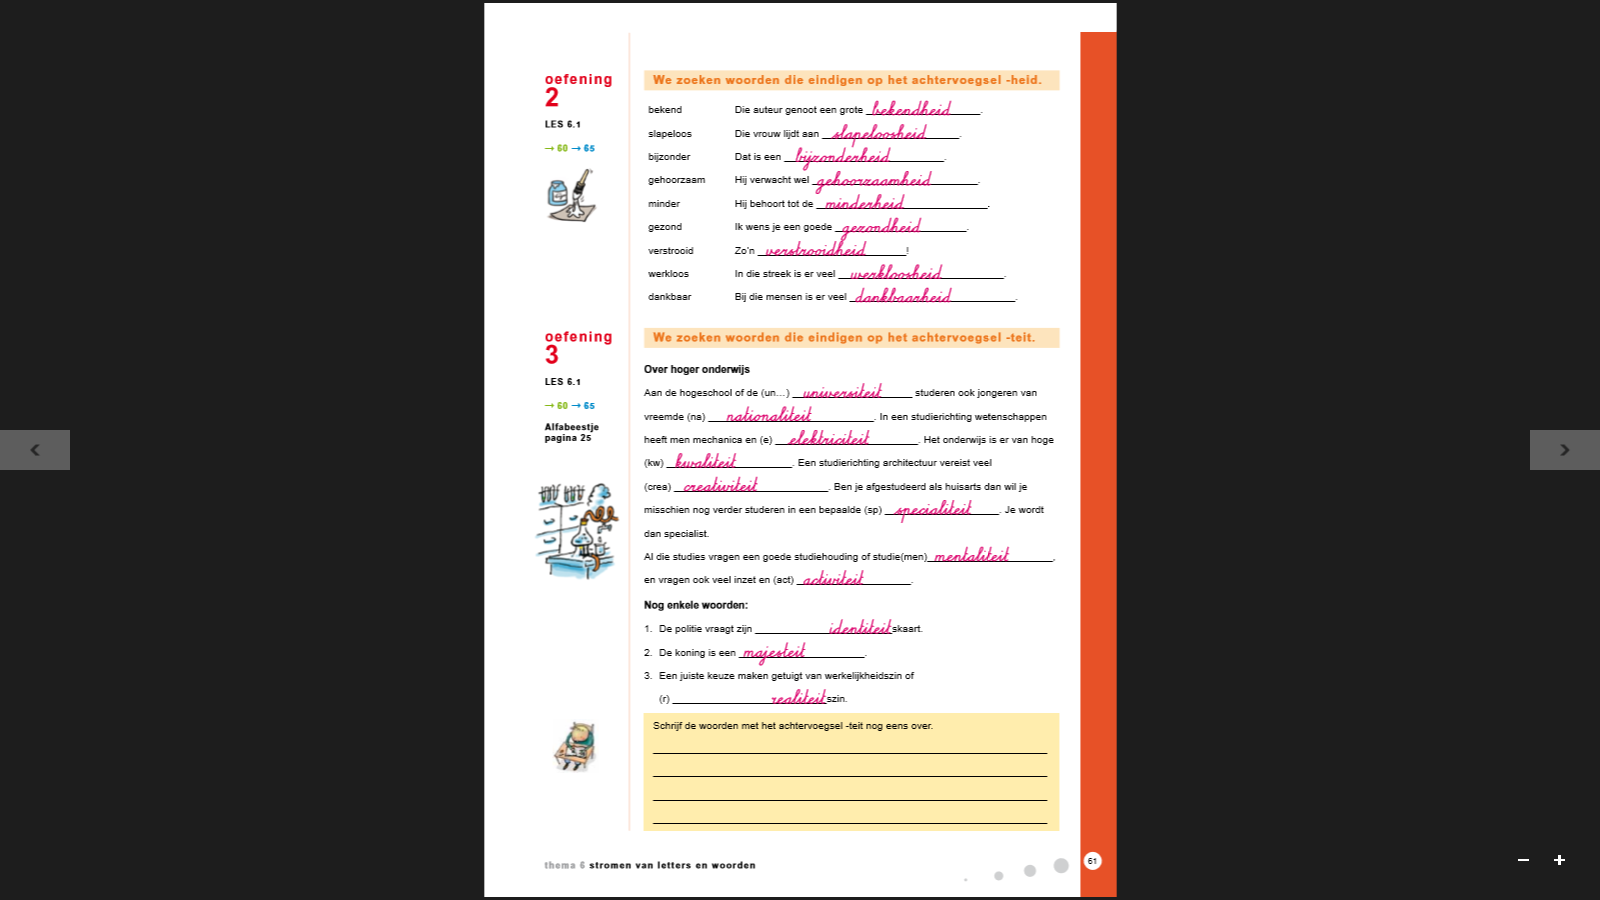 oefening
2
LES 6.1
→ 60 → 65
We zoeken woorden die eindigen op het achtervoegsel -heid.
bekend Die auteur genoot een grote bekendheid.
slapeloos Die vrouw lijdt aan slapeloosheid.
bijzonder Dat is een bijzonderheid.
gehoorzaam Hij verwacht wel gehoorzaamheid.
minder Hij behoort tot de minderheid.
gezond Ik wens je een goede gezondheid.
verstrooid Zo'n verstrooidheid!
werkloos In die streek is er veel werkloosheid.
dankbaar Bij die mensen is er veel dankbaarheid.
oefening
3
LES 6.1
→ 60 → 65
Alfabeestje
pagina 25
We zoeken woorden die eindigen op het achtervoegsel -teit.
Over hoger onderwijs
Aan de hogeschool of de (un...) universiteit studeren ook jongeren van
vreemde (na) nationaliteit. In een studierichting wetenschappen
heeft men mechanica en (e) elektriciteit. Het onderwijs is er van hoge
(kw) kwaliteit. Een studierichting architectuur vereist veel
(crea) creativiteit. Ben je afgestudeerd als huisarts dan wil je
misschien nog verder studeren in een bepaalde (sp) specialiteit. Je wordt
dan specialist.
Al die studies vragen een goede studiehouding of studie(men) mentaliteit,
en vragen ook veel inzet en (act) activiteit.
Nog enkele woorden:
1. De politie vraagt zijn identiteitskaart.
2. De koning is een majesteit.
3. Een juiste keuze maken getuigt van werkelijkheidszin of
(r) realiteitszin.
Schrijf de woorden met het achtervoegsel -teit nog eens over.
thema 6 stromen van letters en woorden
61